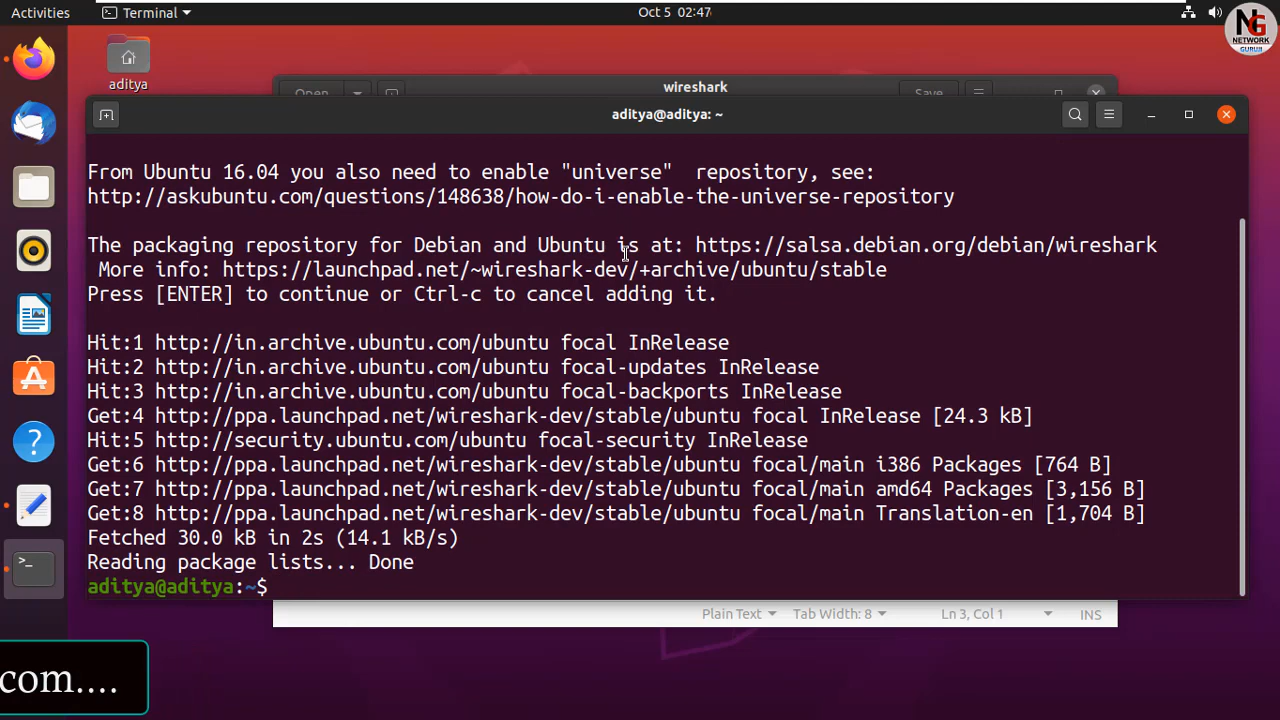 Activities
Terminal
Oct 5 02:47
NG
NETWORK
GURUJI
aditya
Open
wireshark
Save
aditya@aditya: ~
From Ubuntu 16.04 you also need to enable "universe"  repository, see:
http://askubuntu.com/questions/148638/how-do-i-enable-the-universe-repository
The packaging repository for Debian and Ubuntu is at: https://salsa.debian.org/debian/wireshark
 More info: https://launchpad.net/~wireshark-dev/+archive/ubuntu/stable
Press [ENTER] to continue or Ctrl-c to cancel adding it.
Hit:1 http://in.archive.ubuntu.com/ubuntu focal InRelease
Hit:2 http://in.archive.ubuntu.com/ubuntu focal-updates InRelease
Hit:3 http://in.archive.ubuntu.com/ubuntu focal-backports InRelease
Get:4 http://ppa.launchpad.net/wireshark-dev/stable/ubuntu focal InRelease [24.3 kB]
Hit:5 http://security.ubuntu.com/ubuntu focal-security InRelease
Get:6 http://ppa.launchpad.net/wireshark-dev/stable/ubuntu focal/main i386 Packages [764 B]
Get:7 http://ppa.launchpad.net/wireshark-dev/stable/ubuntu focal/main amd64 Packages [3,156 B]
Get:8 http://ppa.launchpad.net/wireshark-dev/stable/ubuntu focal/main Translation-en [1,704 B]
Fetched 30.0 kB in 2s (14.1 kB/s)
Reading package lists... Done
aditya@aditya:~$
Plain Text
Tab Width: 8
Ln 3, Col 1
INS
com....